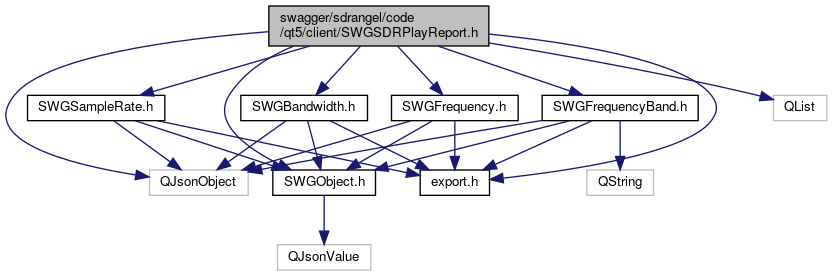 swagger/sdrangel/code
/qt5/client/SWGSDRPlayReport.h
SWGSampleRate.h
SWGBandwidth.h
SWGFrequency.h
SWGFrequencyBand.h
QList
QJsonObject
SWGObject.h
export.h
QString
QJsonValue